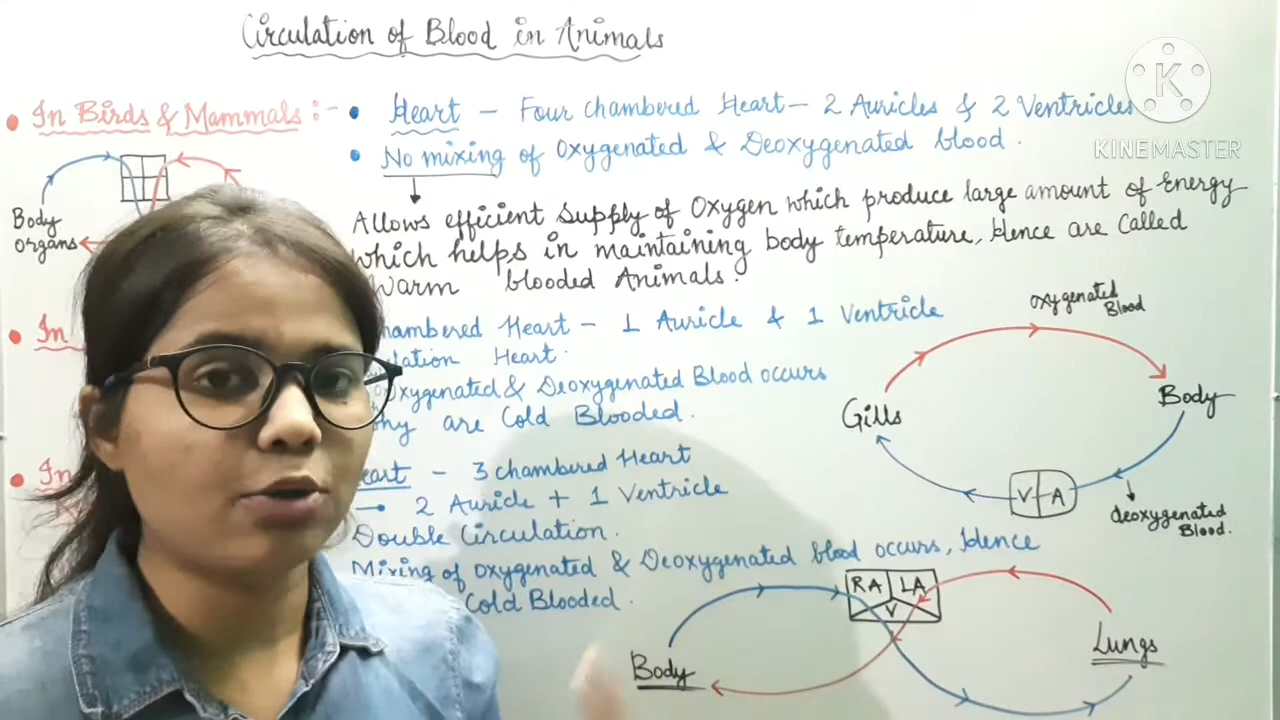 Circulation of Blood in Animals
K
KINEMASTER
• In Birds & Mammals :-
• Heart - Four chambered Heart - 2 Auricles & 2 Ventricles
• No mixing of Oxygenated & Deoxygenated blood.
Allows efficient Supply of Oxygen which produce large amount of Energy
which helps in maintaining body temperature, Hence are Called
Warm blooded Animals.
Body
organs
• In
chambered Heart - 1 Auricle & 1 Ventricle
Heart.
Oxygenated & Deoxygenated Blood occurs
why are Cold Blooded.
oxygenated
Blood
Gills
Body
V A
deoxygenated
Blood.
• In
Heart - 3 chambered Heart
→ 2 Auricle + 1 Ventricle
Double Circulation.
Mixing of oxygenated & Deoxygenated blood occurs, Hence
Cold Blooded.
RA LA
V
Body
Lungs